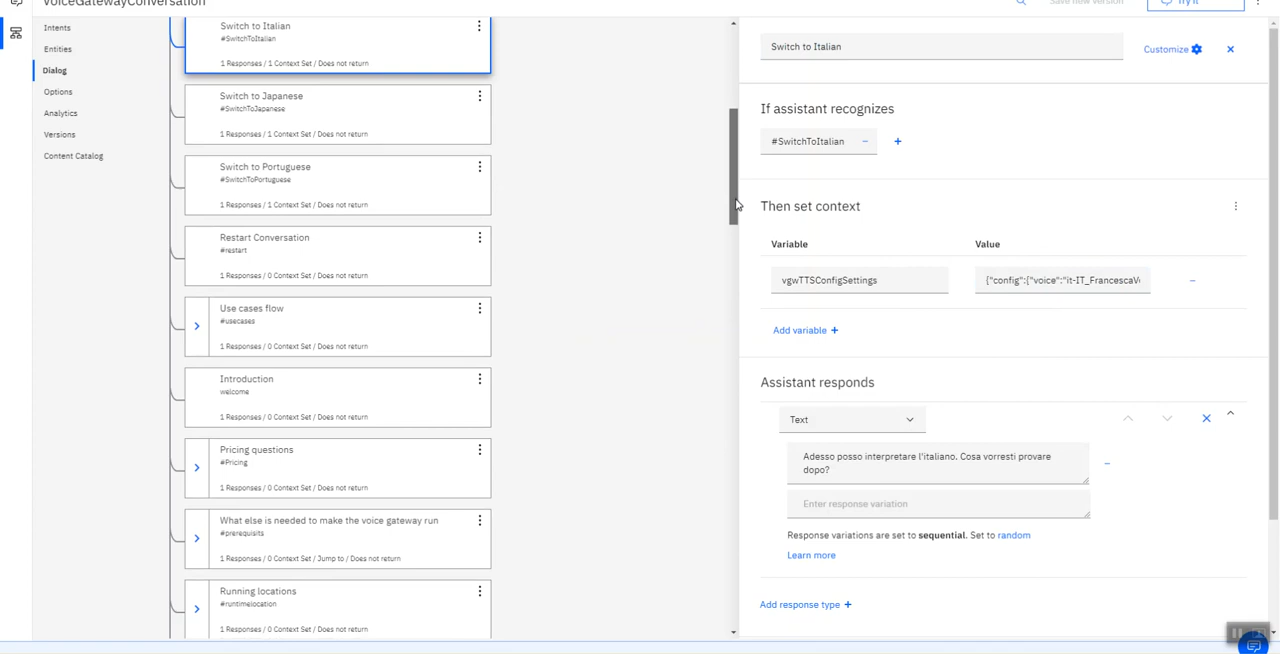 VoiceGatewayConversation
Save new version
Try it
Intents
Entities
Dialog
Options
Analytics
Versions
Content Catalog
Switch to Italian
#SwitchToItalian
1 Responses / 1 Context Set / Does not return
Switch to Japanese
#SwitchToJapanese
1 Responses / 1 Context Set / Does not return
Switch to Portuguese
#SwitchToPortuguese
1 Responses / 1 Context Set / Does not return
Restart Conversation
#restart
1 Responses / 0 Context Set / Does not return
Use cases flow
#usecases
1 Responses / 0 Context Set / Does not return
Introduction
welcome
1 Responses / 0 Context Set / Does not return
Pricing questions
#Pricing
1 Responses / 0 Context Set / Does not return
What else is needed to make the voice gateway run
#prerequisits
1 Responses / 0 Context Set / Jump to / Does not return
Running locations
#runtimelocation
1 Responses / 0 Context Set / Does not return
Switch to Italian
Customize
If assistant recognizes
#SwitchToItalian
Then set context
Variable Value
vgwTTSConfigSettings {"config":{"voice":"it-IT_FrancescaV
Add variable +
Assistant responds
Text
Adesso posso interpretare l'italiano. Cosa vorresti provare
dopo?
Enter response variation
Response variations are set to sequential. Set to random
Learn more
Add response type +